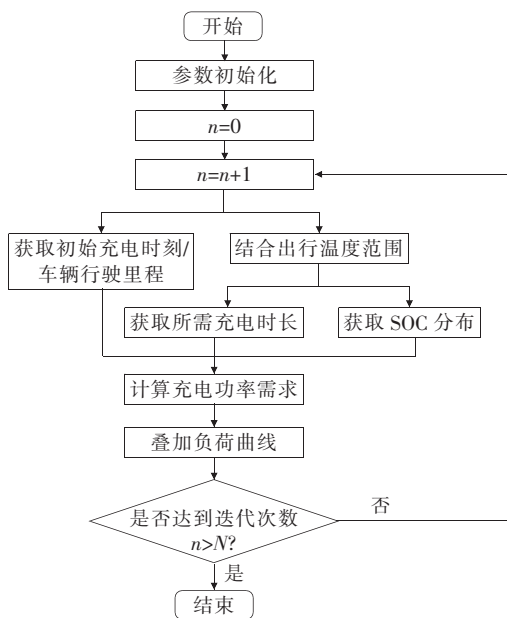 开始
参数初始化
n=0
n=n+1
获取初始充电时刻/
车辆行驶里程
结合出行温度范围
获取所需充电时长
获取 SOC 分布
计算充电功率需求
叠加负荷曲线
是否达到迭代次数
n>N?
否
是
结束